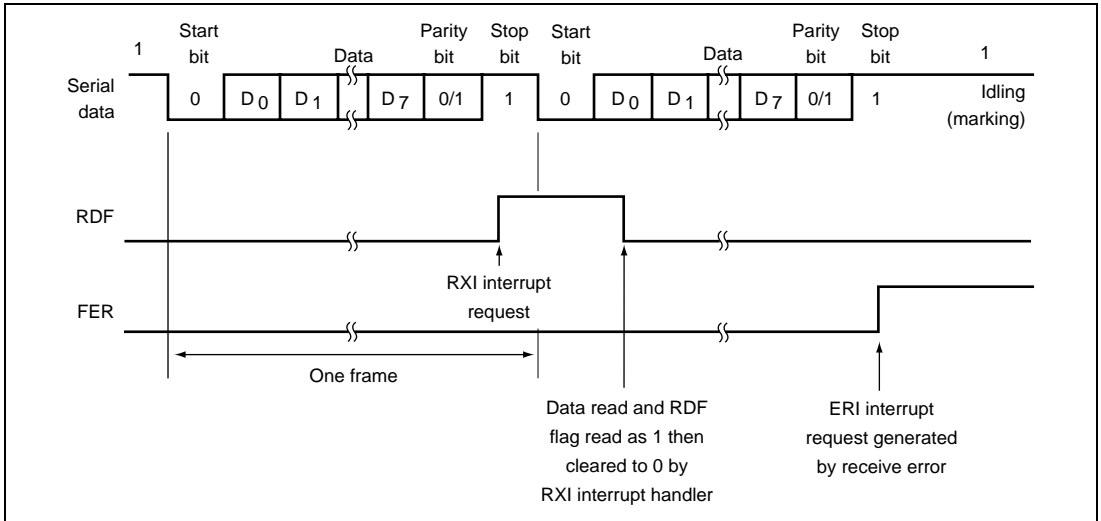 Start bit Parity bit Stop bit Start bit Parity bit Stop bit
1 Data Data 1
Serial data 0 D0 D1 D7 0/1 1 0 D0 D1 D7 0/1 1 Idling (marking)
RDF
RXI interrupt
request
FER
One frame
Data read and RDF
flag read as 1 then
cleared to 0 by
RXI interrupt handler
ERI interrupt
request generated
by receive error